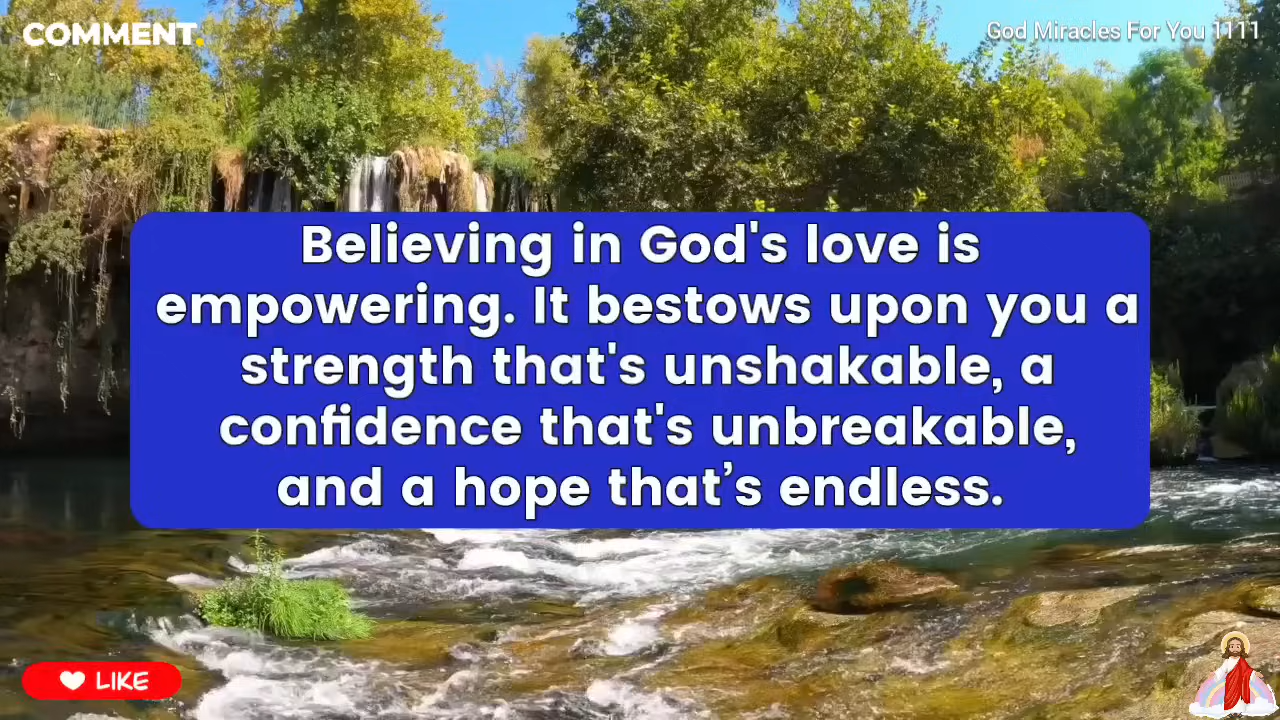 COMMENT.
God Miracles For You 1111
Believing in God's love is
empowering. It bestows upon you a
strength that's unshakable, a
confidence that's unbreakable,
and a hope that’s endless.
LIKE